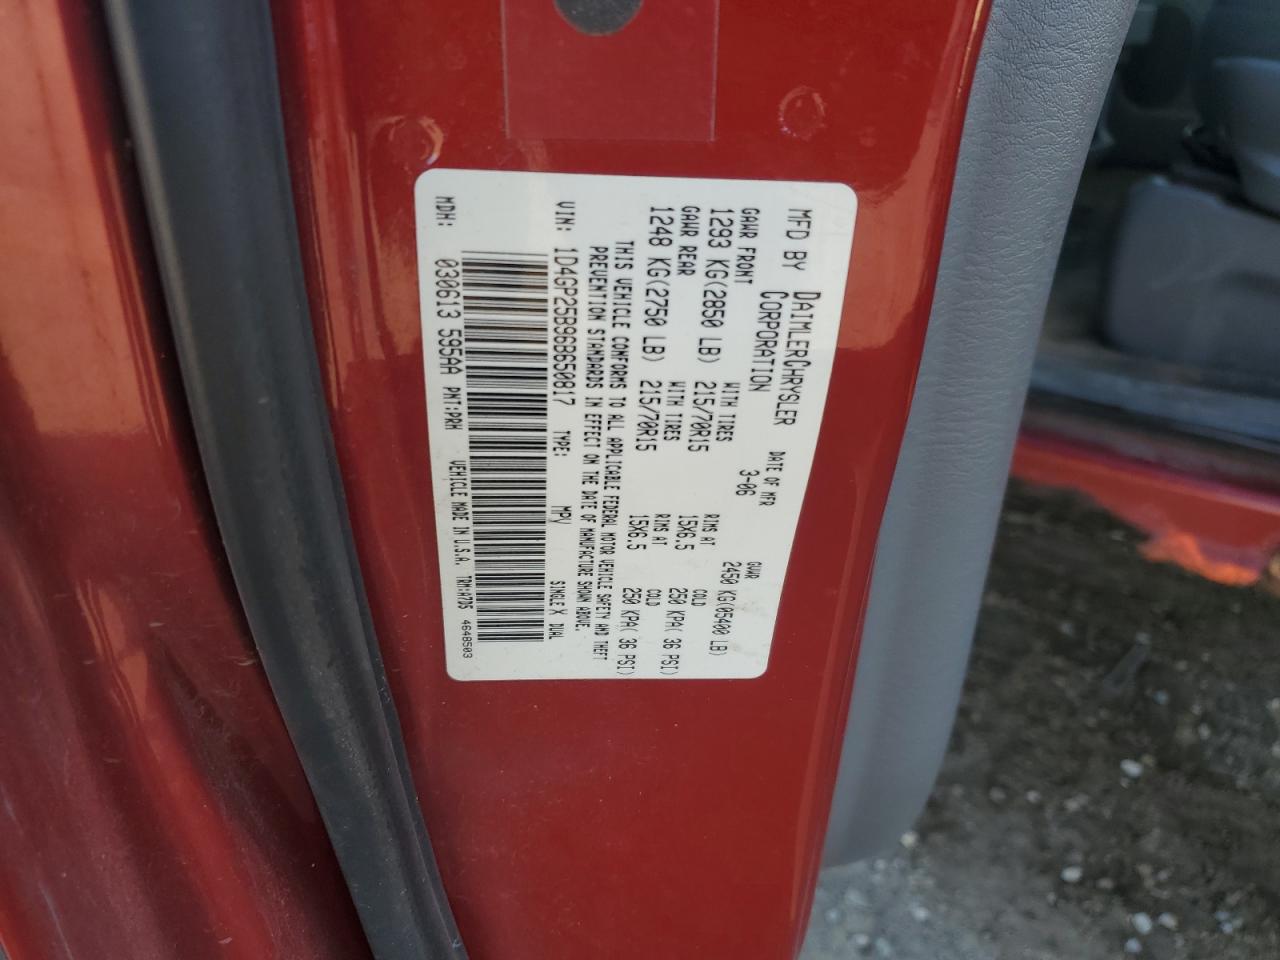 MFD BY DAIMLERCHRYSLER CORPORATION
DATE OF MFR 3-06
GVWR 2450 KG(05400 LB)
GAWR FRONT WITH TIRES RIMS AT COLD
1293 KG(2850 LB) 215/70R15 15X6.5 250 KPA( 36 PSI)
GAWR REAR WITH TIRES RIMS AT COLD
1248 KG(2750 LB) 215/70R15 15X6.5 250 KPA( 36 PSI)
THIS VEHICLE CONFORMS TO ALL APPLICABLE FEDERAL MOTOR VEHICLE SAFETY AND THEFT
PREVENTION STANDARDS IN EFFECT ON THE DATE OF MANUFACTURE SHOWN ABOVE.
VIN: 1D4GP25B96B650817 TYPE: MPV SINGLE X DUAL
MDH: 030613 595AA PNT:PRH VEHICLE MADE IN U.S.A. TRM:A7D5 4648503